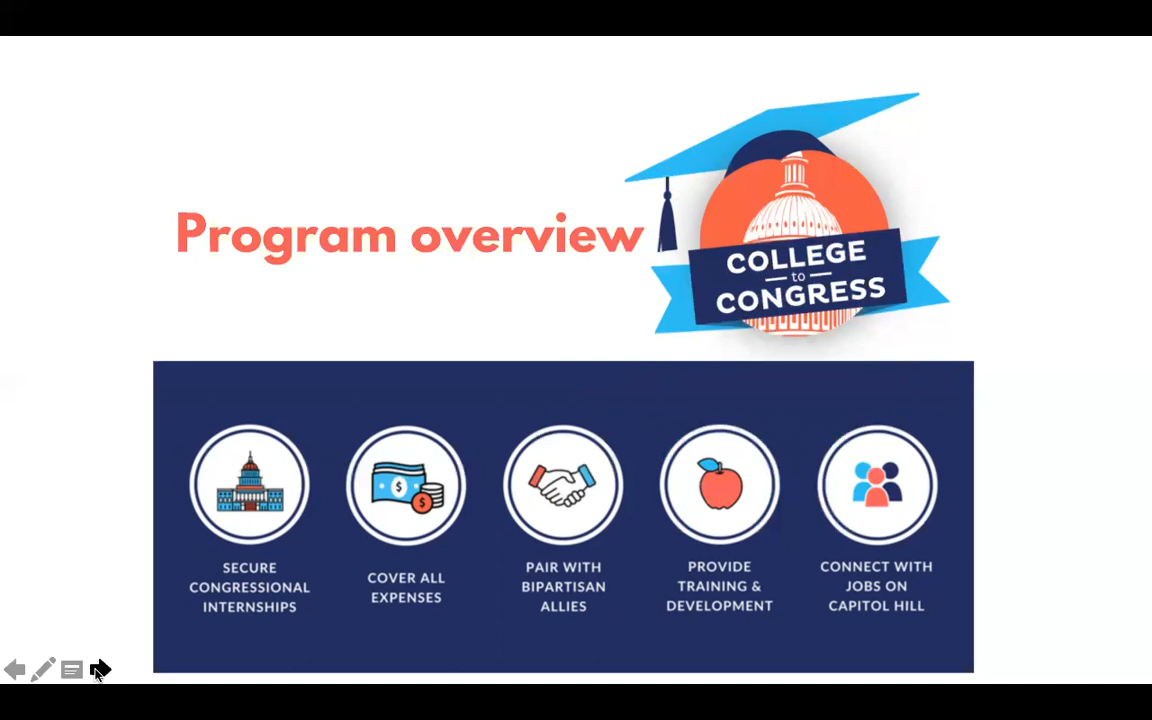 Program overview
COLLEGE
to
CONGRESS
$
$
SECURE
CONGRESSIONAL
INTERNSHIPS
COVER ALL
EXPENSES
PAIR WITH
BIPARTISAN
ALLIES
PROVIDE
TRAINING &
DEVELOPMENT
CONNECT WITH
JOBS ON
CAPITOL HILL